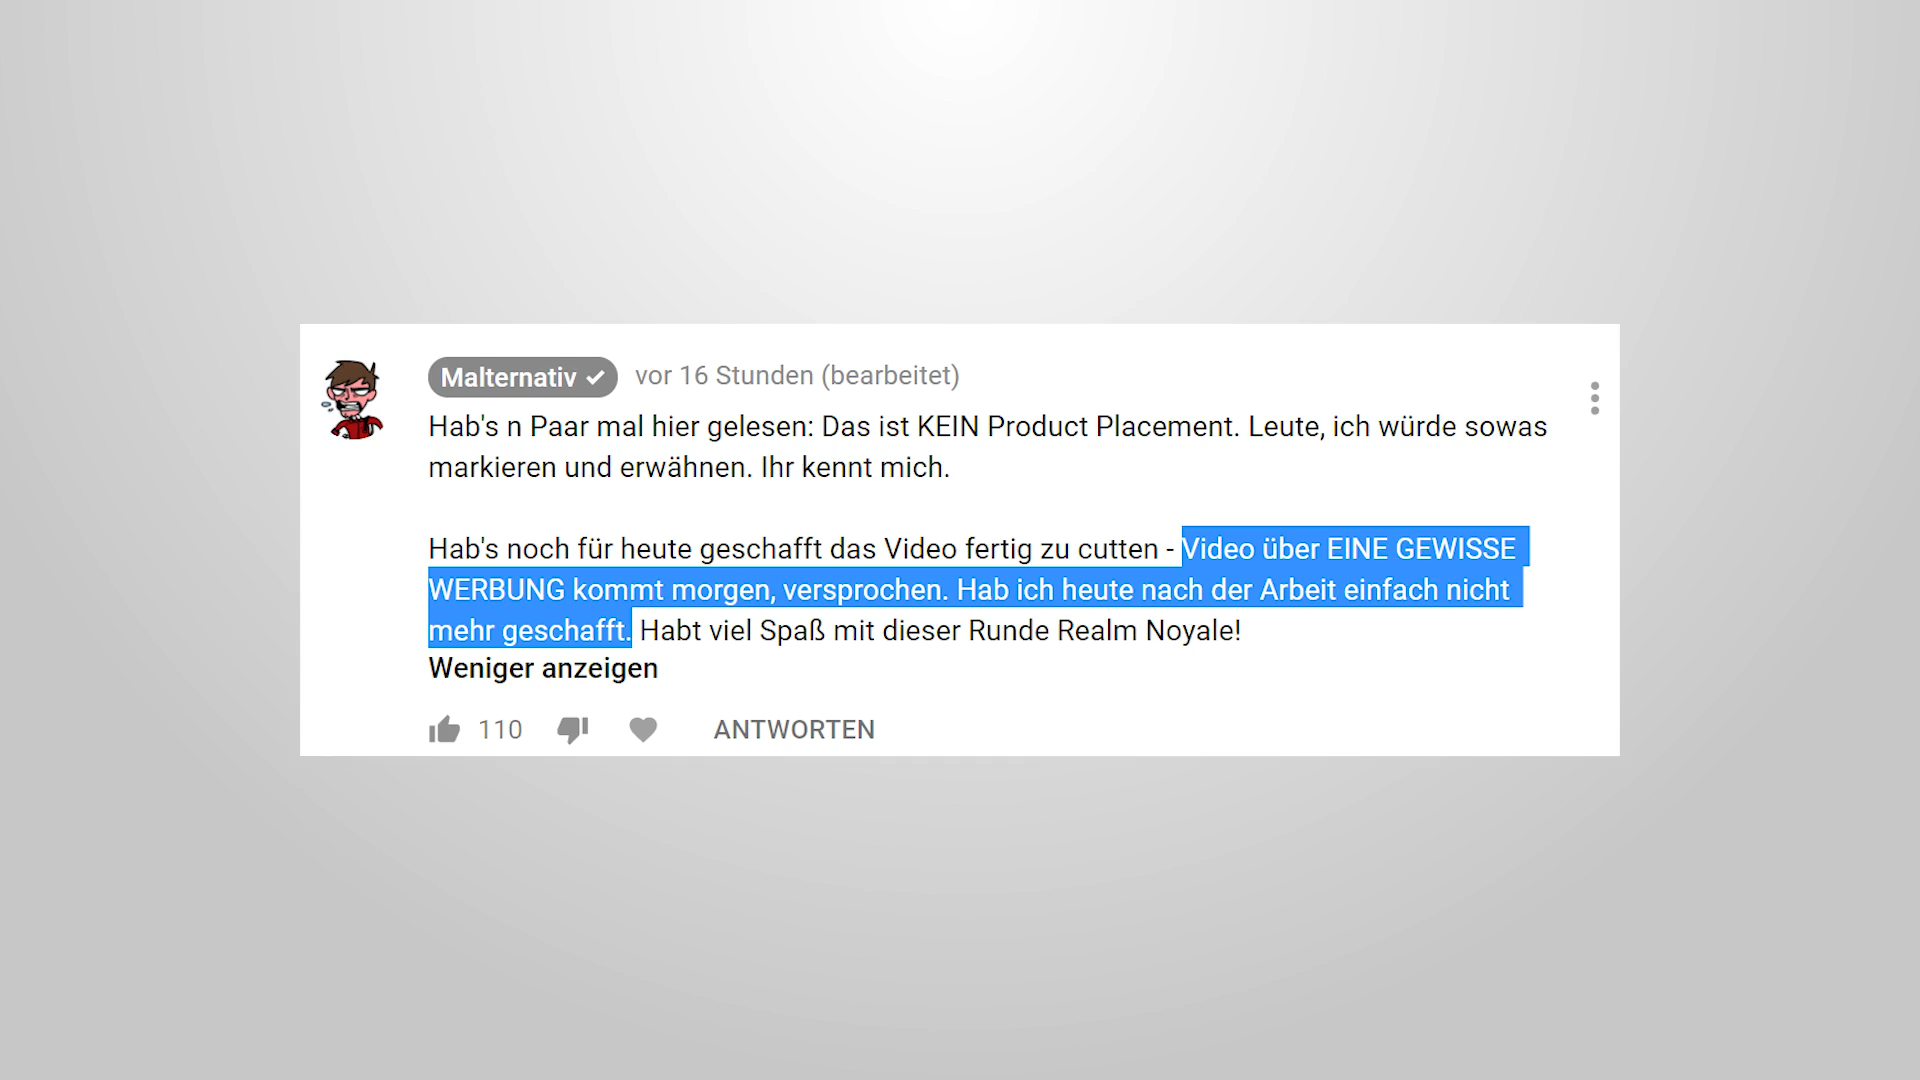 Malternativ vor 16 Stunden (bearbeitet)
Hab's n Paar mal hier gelesen: Das ist KEIN Product Placement. Leute, ich würde sowas
markieren und erwähnen. Ihr kennt mich.
Hab's noch für heute geschafft das Video fertig zu cutten - Video über EINE GEWISSE
WERBUNG kommt morgen, versprochen. Hab ich heute nach der Arbeit einfach nicht
mehr geschafft. Habt viel Spaß mit dieser Runde Realm Noyale!
Weniger anzeigen
110 ANTWORTEN